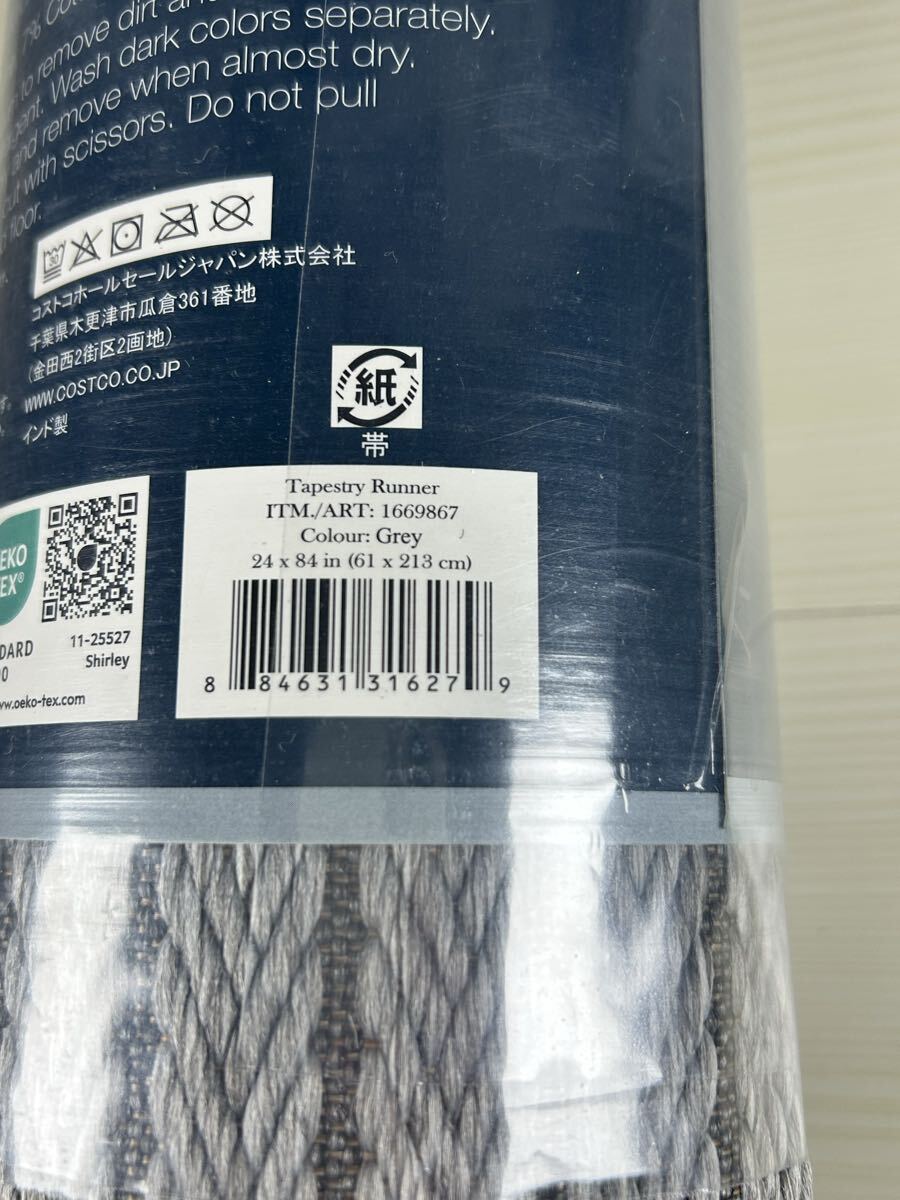 7% Cot
to remove dirt and
Wash dark colors separately.
and remove when almost dry.
cut with scissors. Do not pull
floor.
30
コストコホールセールジャパン株式会社
千葉県木更津市瓜倉361番地
(金田西2街区2画地)
WWW.COSTCO.CO.JP
インド製
紙
帯
Tapestry Runner
ITM./ART: 1669867
Colour: Grey
24 x 84 in (61 x 213 cm)
8 84631 31627 9
EKO
EX®
DARD
11-25527
Shirley
www.oeko-tex.com